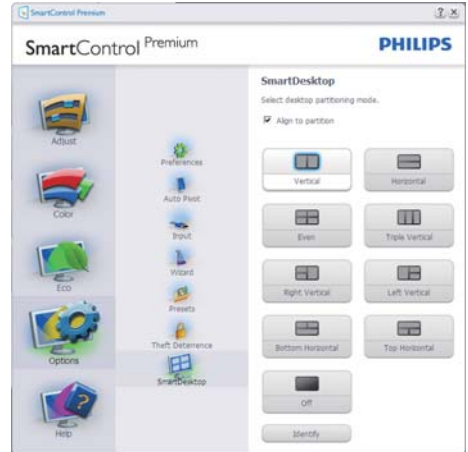 SmartControl Premium
SmartControl Premium
PHILIPS
Adjust
Color
Eco
Options
Help
Preferences
Auto Pivot
Input
Wizard
Presets
Theft Deterrence
SmartDesktop
SmartDesktop
Select desktop partitioning mode.
Align to partition
Vertical
Horizontal
Even
Triple Vertical
Right Vertical
Left Vertical
Bottom Horizontal
Top Horizontal
Off
Identify